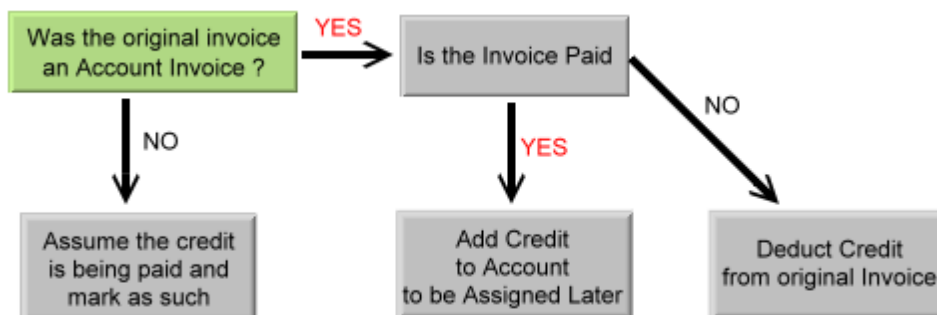 Was the original invoice
an Account Invoice ?
YES
Is the Invoice Paid
NO
NO
YES
Assume the credit
is being paid and
mark as such
Add Credit
to Account
to be Assigned Later
Deduct Credit
from original Invoice